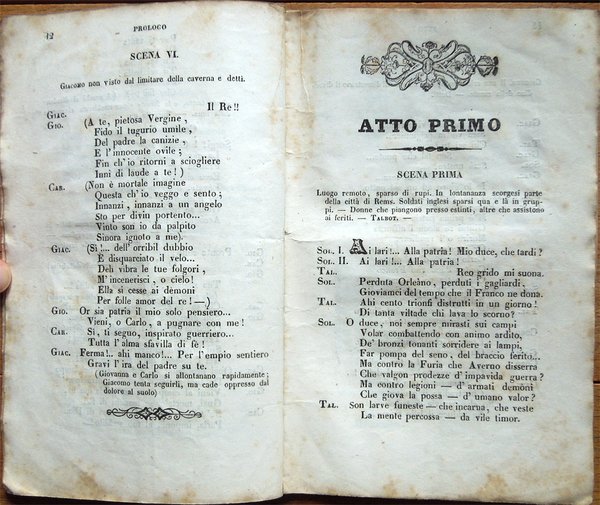 12
PROLOGO
SCENA VI.
GIACOMO non visto dal limitare della caverna e detti.
GIAC. Il Re!!
GIO. (A te, pietosa Vergine,
Fido il tugurio umile,
Del padre la canizie,
E l'innocente ovile;
Fin ch'io ritorni a sciogliere
Inni di laude a te!)
CAR. (Non è mortale imagine
Questa ch'io veggo e sento;
Innanzi, innanzi a un angelo
Sto per divin portento...
Vinto son io da palpito
Sinora ignoto a me).
GIAC. (Sì!... dell'orribil dubbio
È disquarciato il velo...
Deh vibra le tue folgori,
M'incenerisci, o cielo!
Ella si cesse ai démoni
Per folle amor del re!—)
GIO. Or sia patria il mio solo pensiero...
Vieni, o Carlo, a pugnare con me!
CAR. Sì, ti seguo, inspirato guerriero...
Tutta l'alma sfavilla di fè!
GIAC. Ferma!.. ahi manco!... Per l'empio sentiero
Gravi l'ira del padre su te.
(Giovanna e Carlo si allontanano rapidamente;
Giacomo tenta seguirli, ma cade oppresso dal
dolore al suolo)
ATTO PRIMO
SCENA PRIMA
Luogo remoto, sparso di rupi. In lontananza scorgesi parte
della città di Rems. Soldati inglesi sparsi qua e là in grup-
pi. — Donne che piangono presso estinti, altre che assistono
ai feriti. — TALBOT. —
SOL. I. Ai lari!... Alla patria! Mio duce, che tardi?
SOL. II. Ai lari!... Alla patria!
TAL. Reo grido mi suona.
SOL. Perduta Orleàno, perduti i gagliardi,
Gioviamci del tempo che il Franco ne dona.
TAL. Ahi cento trionfi distrutti in un giorno!
Di tanta viltade chi lava lo scorno?
SOL. O duce, noi sempre mirasti sui campi
Volar combattendo con animo ardito,
De' bronzi tonanti sorridere ai lampi,
Far pompa del seno, del braccio ferito...
Ma contro la Furia che Averno disserra
Che valgon prodezze d'impavida guerra?
Ma contro legioni — d'armati demòni
Che giova la possa — d'umano valor?
TAL. Son larve funeste — che incarna, che veste
La mente percossa — da vile timor.